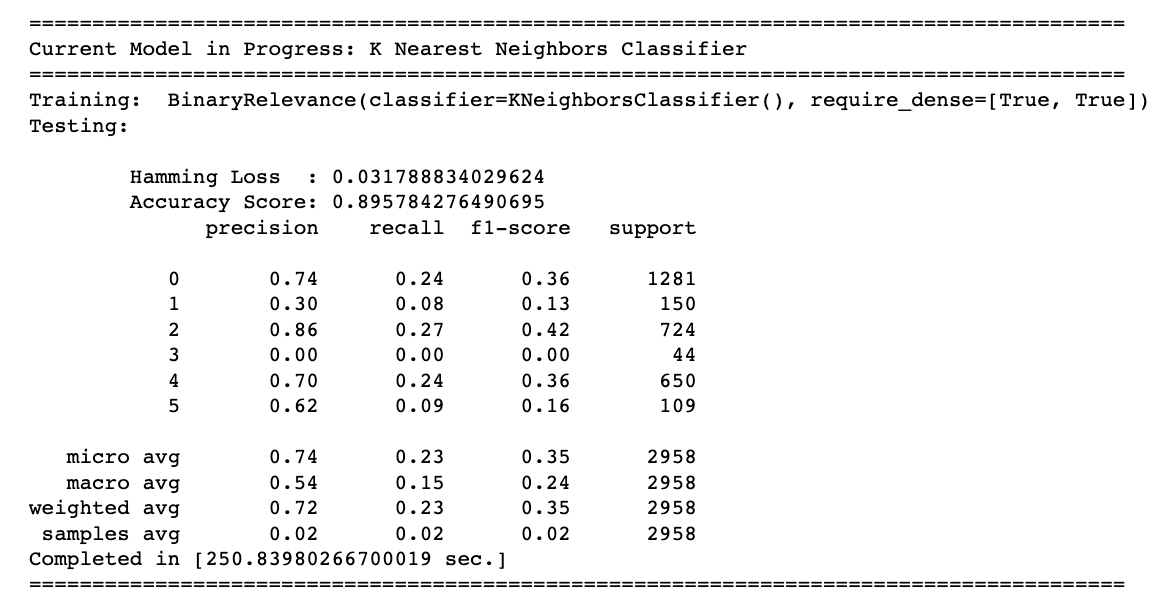 =======================================================================================
Current Model in Progress: K Nearest Neighbors Classifier
=======================================================================================
Training:  BinaryRelevance(classifier=KNeighborsClassifier(), require_dense=[True, True])
Testing:
Hamming Loss  : 0.031788834029624
Accuracy Score: 0.895784276490695
precision    recall  f1-score   support
0       0.74      0.24      0.36      1281
1       0.30      0.08      0.13       150
2       0.86      0.27      0.42       724
3       0.00      0.00      0.00        44
4       0.70      0.24      0.36       650
5       0.62      0.09      0.16       109
micro avg       0.74      0.23      0.35      2958
macro avg       0.54      0.15      0.24      2958
weighted avg       0.72      0.23      0.35      2958
samples avg       0.02      0.02      0.02      2958
Completed in [250.83980266700019 sec.]
=======================================================================================